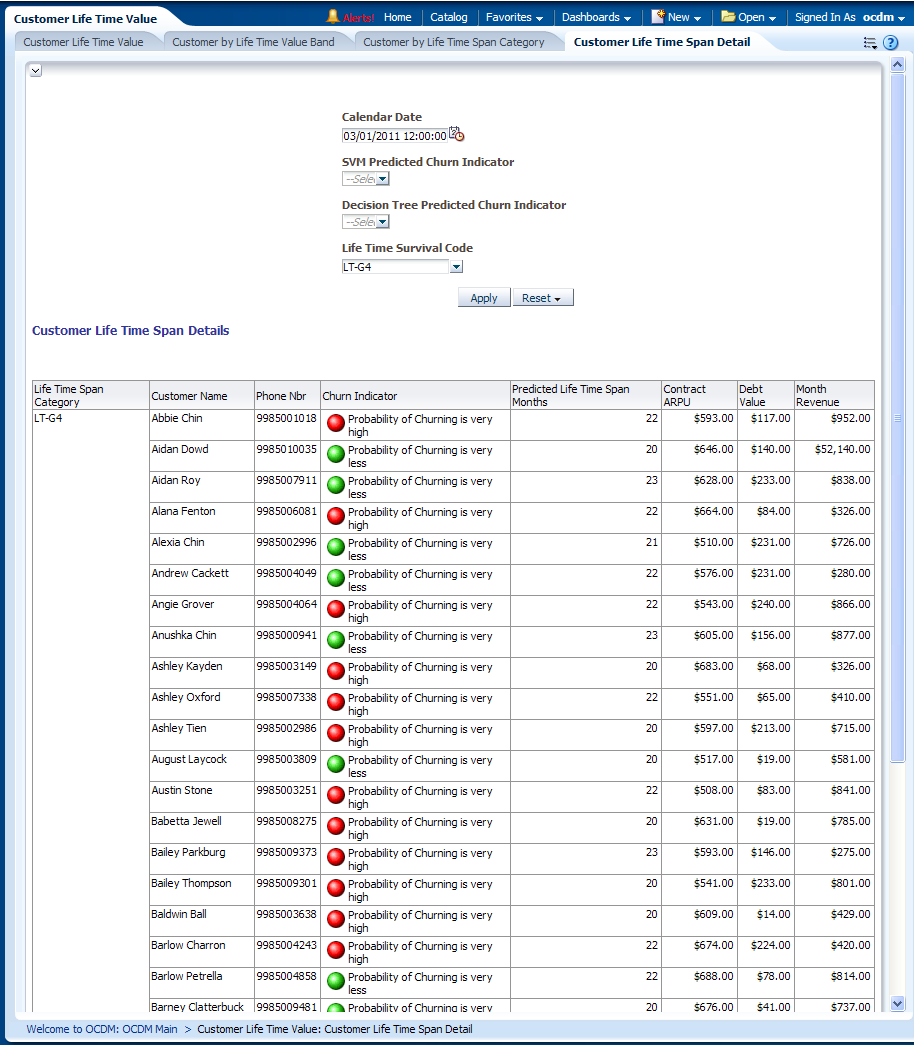 Customer Life Time Value
Alerts! Home Catalog Favorites Dashboards New Open Signed In As ocdm
Customer Life Time Value Customer by Life Time Value Band Customer by Life Time Span Category Customer Life Time Span Detail
Calendar Date
03/01/2011 12:00:00
SVM Predicted Churn Indicator
--Selec
Decision Tree Predicted Churn Indicator
--Selec
Life Time Survival Code
LT-G4
Apply Reset
Customer Life Time Span Details
Life Time Span Category Customer Name Phone Nbr Churn Indicator Predicted Life Time Span Months Contract ARPU Debt Value Month Revenue
LT-G4 Abbie Chin 9985001018 Probability of Churning is very high 22 $593.00 $117.00 $952.00
Aidan Dowd 9985010035 Probability of Churning is very less 20 $646.00 $140.00 $52,140.00
Aidan Roy 9985007911 Probability of Churning is very less 23 $628.00 $233.00 $838.00
Alana Fenton 9985006081 Probability of Churning is very high 22 $664.00 $84.00 $326.00
Alexia Chin 9985002996 Probability of Churning is very less 21 $510.00 $231.00 $726.00
Andrew Cackett 9985004049 Probability of Churning is very less 22 $576.00 $231.00 $280.00
Angie Grover 9985004064 Probability of Churning is very high 22 $543.00 $240.00 $866.00
Anushka Chin 9985000941 Probability of Churning is very less 23 $605.00 $156.00 $877.00
Ashley Kayden 9985003149 Probability of Churning is very high 20 $683.00 $68.00 $326.00
Ashley Oxford 9985007338 Probability of Churning is very high 22 $551.00 $65.00 $410.00
Ashley Tien 9985002986 Probability of Churning is very high 20 $597.00 $213.00 $715.00
August Laycock 9985003809 Probability of Churning is very less 20 $517.00 $19.00 $581.00
Austin Stone 9985003251 Probability of Churning is very high 22 $508.00 $83.00 $841.00
Babetta Jewell 9985008275 Probability of Churning is very high 20 $631.00 $19.00 $785.00
Bailey Parkburg 9985009373 Probability of Churning is very high 23 $593.00 $146.00 $275.00
Bailey Thompson 9985009301 Probability of Churning is very high 20 $541.00 $233.00 $801.00
Baldwin Ball 9985003638 Probability of Churning is very high 20 $609.00 $14.00 $429.00
Barlow Charron 9985004243 Probability of Churning is very high 22 $674.00 $224.00 $420.00
Barlow Petrella 9985004858 Probability of Churning is very less 22 $688.00 $78.00 $814.00
Barney Clatterbuck 9985009481 Probability of Churning is very 20 $676.00 $41.00 $737.00
Welcome to OCDM: OCDM Main > Customer Life Time Value: Customer Life Time Span Detail